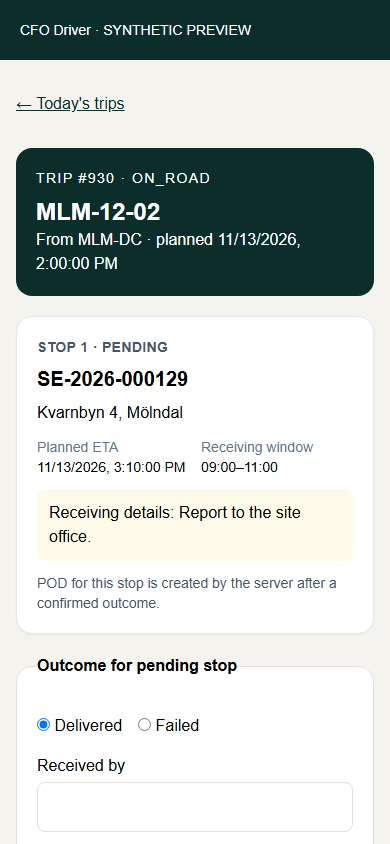 CFO Driver · SYNTHETIC PREVIEW
← Today's trips
TRIP #930 · ON_ROAD
MLM-12-02
From MLM-DC · planned 11/13/2026,
2:00:00 PM
STOP 1 · PENDING
SE-2026-000129
Kvarnbyn 4, Mölndal
Planned ETA
11/13/2026, 3:10:00 PM
Receiving window
09:00–11:00
Receiving details: Report to the site
office.
POD for this stop is created by the server after a
confirmed outcome.
Outcome for pending stop
Delivered
Failed
Received by